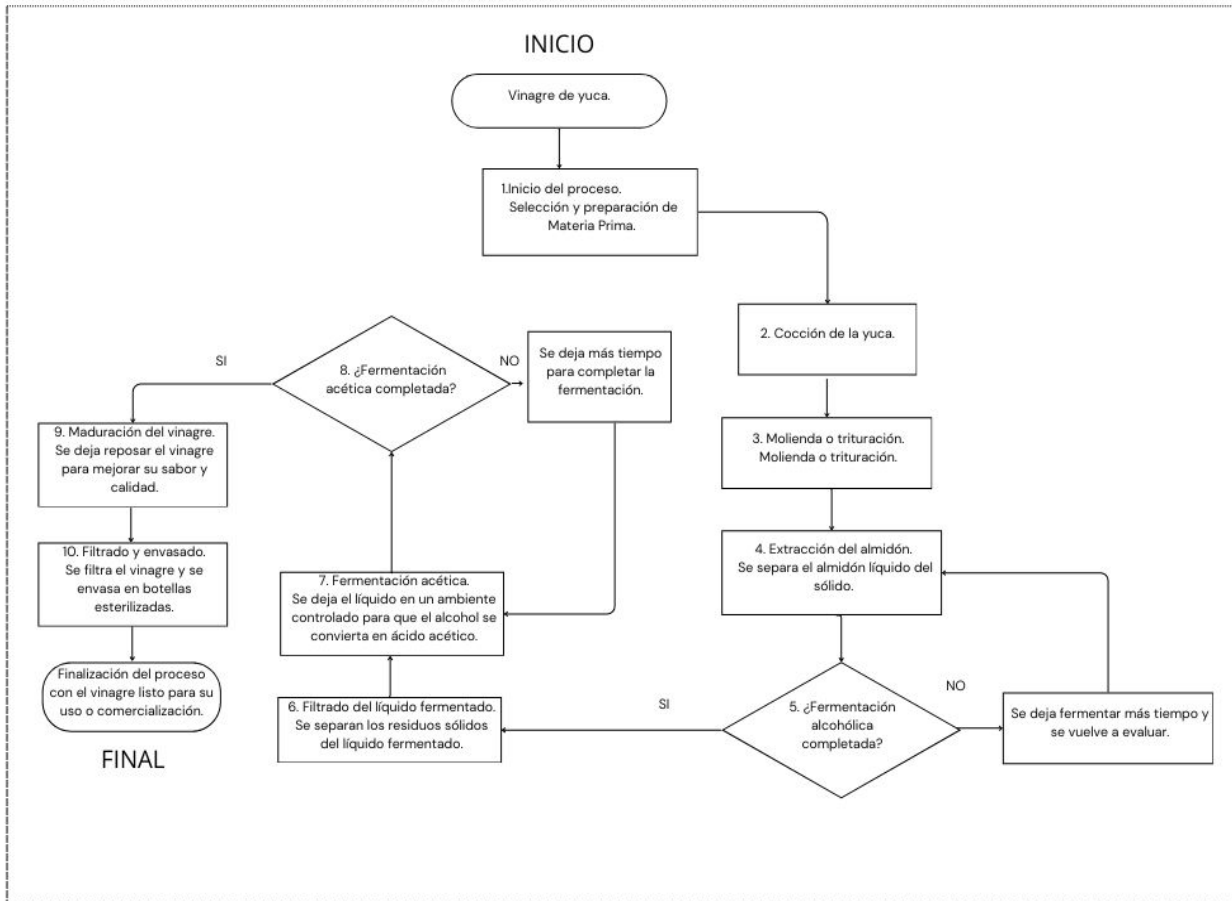 INICIO
Vinagre de yuca.
1.Inicio del proceso.
Selección y preparación de
Materia Prima.
2. Cocción de la yuca.
3. Molienda o trituración.
Molienda o trituración.
4. Extracción del almidón.
Se separa el almidón líquido del
sólido.
5. ¿Fermentación
alcohólica
completada?
NO
Se deja fermentar más tiempo y
se vuelve a evaluar.
SI
6. Filtrado del líquido fermentado.
Se separan los residuos sólidos
del líquido fermentado.
7. Fermentación acética.
Se deja el líquido en un ambiente
controlado para que el alcohol se
convierta en ácido acético.
8. ¿Fermentación
acética completada?
NO
Se deja más tiempo
para completar la
fermentación.
SI
9. Maduración del vinagre.
Se deja reposar el vinagre
para mejorar su sabor y
calidad.
10. Filtrado y envasado.
Se filtra el vinagre y se
envasa en botellas
esterilizadas.
Finalización del proceso
con el vinagre listo para su
uso o comercialización.
FINAL